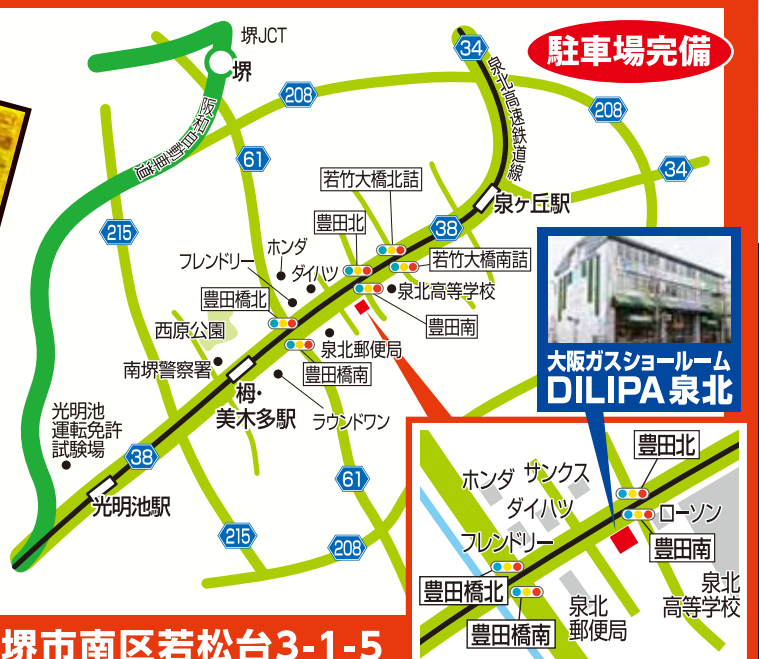 堺JCT
堺
34
駐車場完備
208
阪和自動車道
泉北高速鉄道線
208
61
34
若竹大橋北詰
泉ヶ丘駅
豊田北
38
215
ホンダ
フレンドリー
ダイハツ
若竹大橋南詰
泉北高等学校
豊田橋北
豊田南
西原公園
泉北郵便局
南堺警察署
豊田橋南
栂・
美木多駅
ラウンドワン
光明池
運転免許
試験場
38
光明池駅
61
215
208
大阪ガスショールーム
DILIPA泉北
豊田北
ホンダ
サンクス
ダイハツ
ローソン
フレンドリー
豊田南
豊田橋北
泉北
高等学校
泉北
郵便局
豊田橋南
堺市南区若松台3-1-5